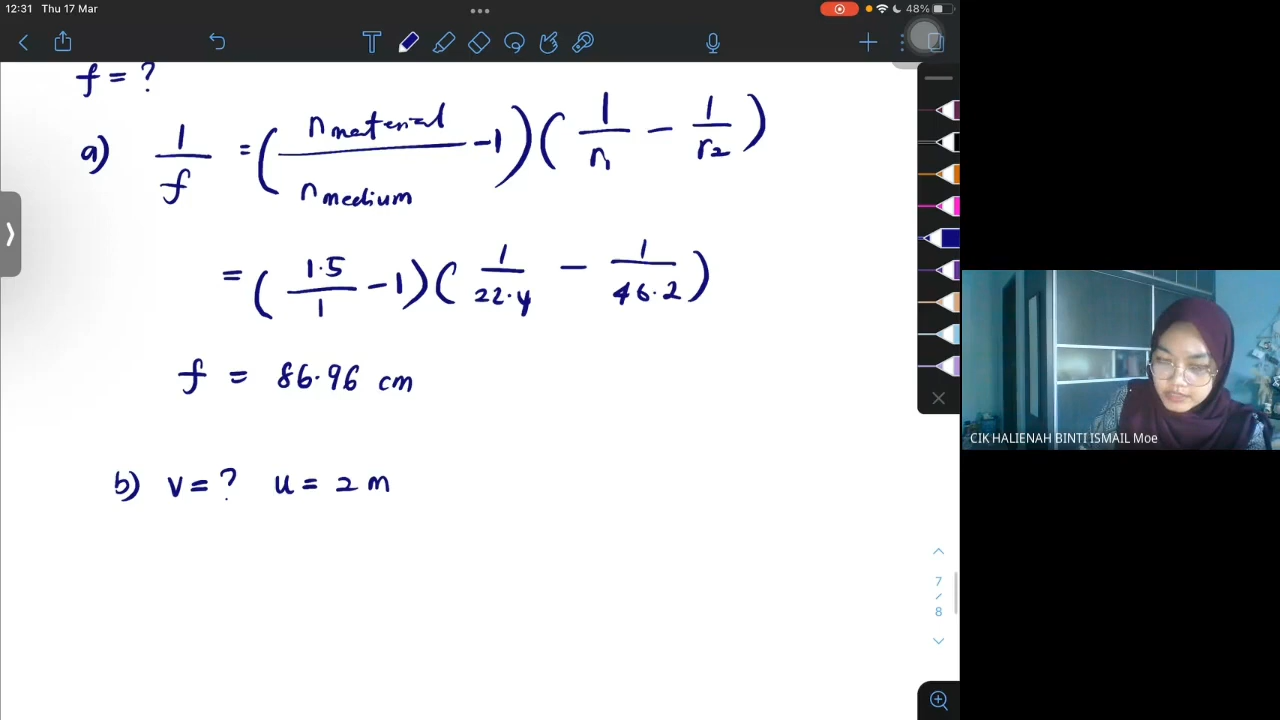 12:31 Thu 17 Mar
48%
T
f = ?
a) 1/f = ( n material / n medium - 1 ) ( 1/r1 - 1/r2 )
= ( 1.5/1 - 1 ) ( 1/22.4 - 1/46.2 )
f = 86.96 cm
b) v = ? u = 2 m
7
/
8
CIK HALIENAH BINTI ISMAIL Moe